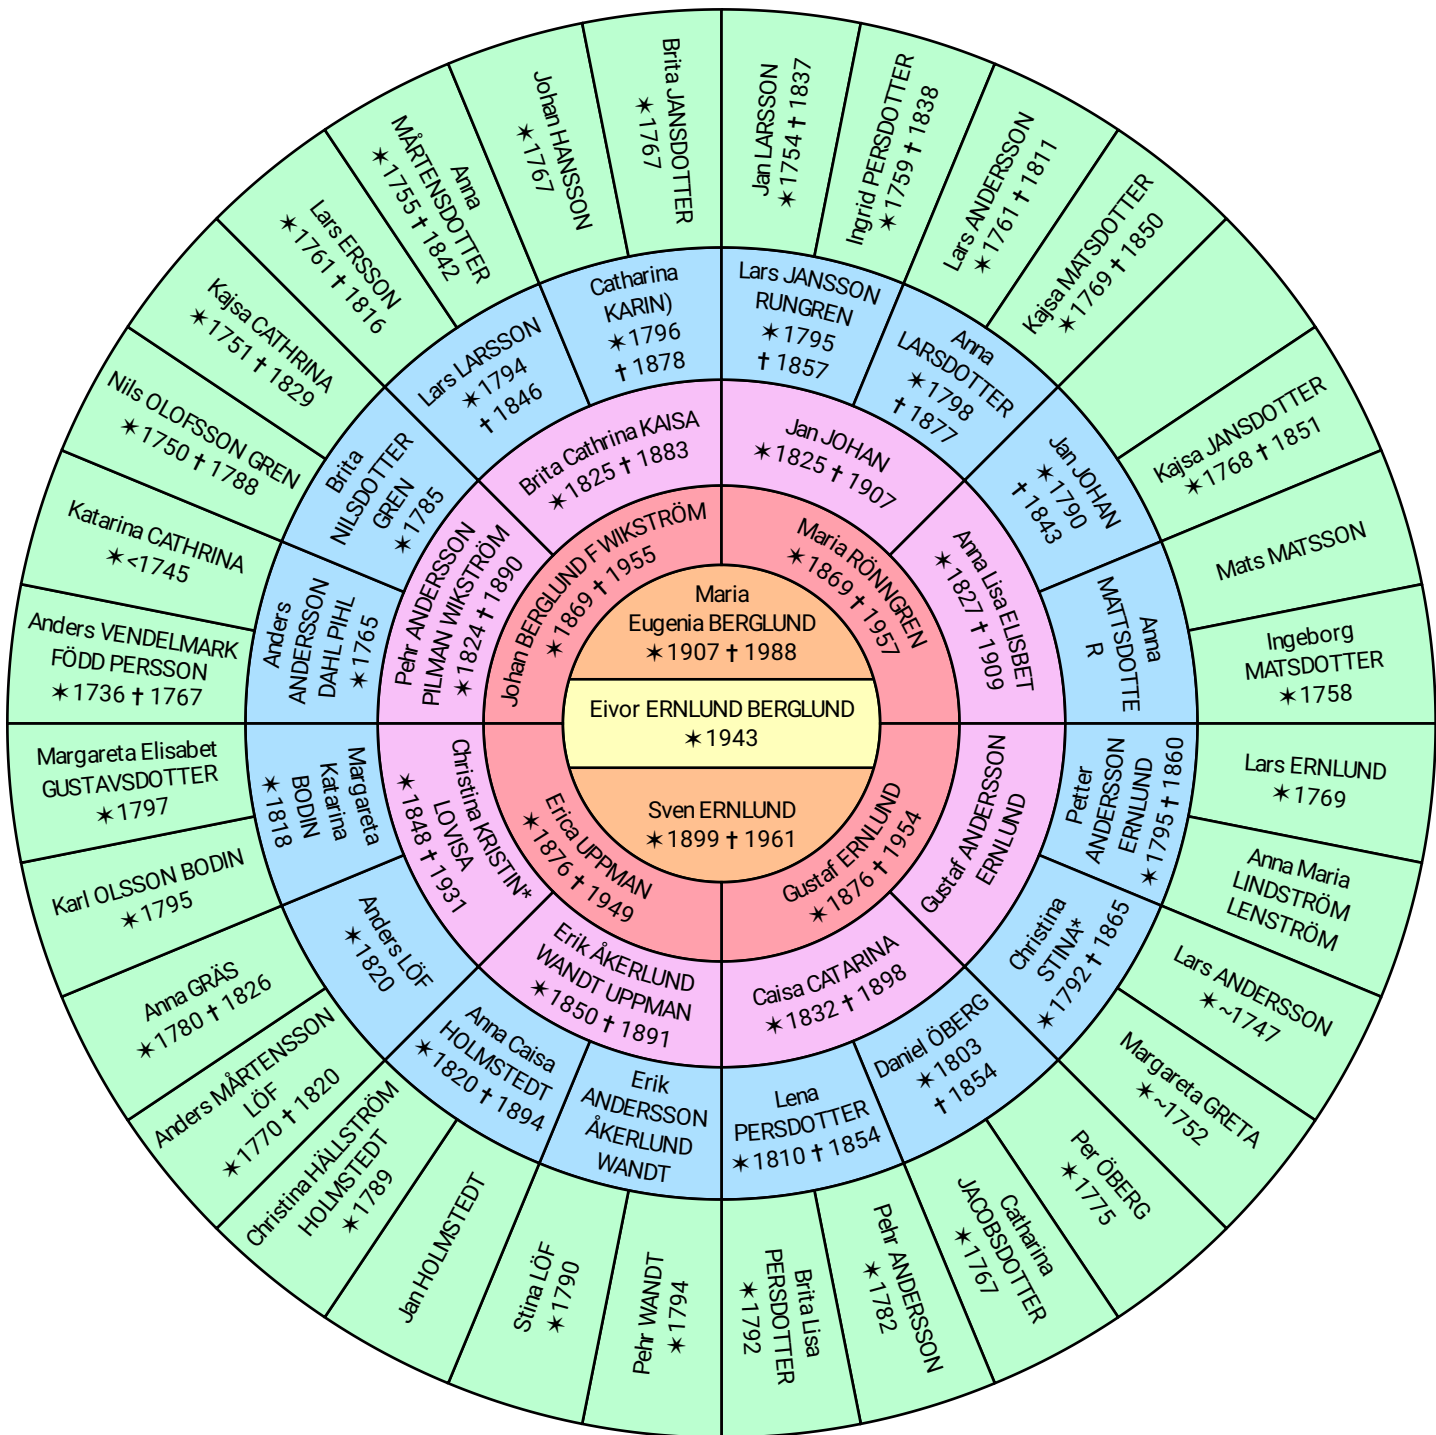 Eivor ERNLUND BERGLUND
✶1943
Maria
Eugenia BERGLUND
✶1907 † 1988
Sven ERNLUND
✶1899 † 1961
Johan BERGLUND F WIKSTRÖM
✶1869 † 1955
Maria RÖNNGREN
✶1869 † 1957
Gustaf ERNLUND
✶1876 † 1954
Erica UPPMAN
✶1876 † 1949
Pehr ANDERSSON
PILMAN WIKSTRÖM
✶1824 † 1890
Brita Cathrina KAISA
✶1825 † 1883
Jan JOHAN
✶1825 † 1907
Anna Lisa ELISBET
✶1827 † 1909
Gustaf ANDERSSON
ERNLUND
Caisa CATARINA
✶1832 † 1898
Erik ÅKERLUND
WANDT UPPMAN
✶1850 † 1891
Christina KRISTIN*
LOVISA
✶1848 † 1931
Anders
ANDERSSON
DAHL PIHL
✶1765
Brita
NILSDOTTER
GREN
✶1785
Lars LARSSON
✶1794
† 1846
Catharina
KARIN)
✶1796
† 1878
Lars JANSSON
RUNGREN
✶1795
† 1857
Anna
LARSDOTTER
✶1798
† 1877
Jan JOHAN
✶1790
† 1843
Anna
MATTSDOTTE
R
Petter
ANDERSSON
ERNLUND
✶1795 † 1860
Christina
STINA*
✶1792 † 1865
Daniel ÖBERG
✶1803
† 1854
Lena
PERSDOTTER
✶1810 † 1854
Erik
ANDERSSON
ÅKERLUND
WANDT
Anna Caisa
HOLMSTEDT
✶1820 † 1894
Anders LÖF
✶1820
Margareta
Katarina
BODIN
✶1818
Anders VENDELMARK
FÖDD PERSSON
✶1736 † 1767
Katarina CATHRINA
✶<1745
Nils OLOFSSON GREN
✶1750 † 1788
Kajsa CATHRINA
✶1751 † 1829
Lars ERSSON
✶1761 † 1816
Anna
MÅRTENSDOTTER
✶1755 † 1842
Johan HANSSON
✶1767
Brita JANSDOTTER
✶1767
Jan LARSSON
✶1754 † 1837
Ingrid PERSDOTTER
✶1759 † 1838
Lars ANDERSSON
✶1761 † 1811
Kajsa MATSDOTTER
✶1769 † 1850
Kajsa JANSDOTTER
✶1768 † 1851
Mats MATSSON
Ingeborg
MATSDOTTER
✶1758
Lars ERNLUND
✶1769
Anna Maria
LINDSTRÖM
LENSTRÖM
Lars ANDERSSON
✶~1747
Margareta GRETA
✶~1752
Per ÖBERG
✶1775
Catharina
JACOBSDOTTER
✶1767
Pehr ANDERSSON
✶1782
Brita Lisa
PERSDOTTER
✶1792
Pehr WANDT
✶1794
Stina LÖF
✶1790
Jan HOLMSTEDT
Christina HÄLLSTRÖM
HOLMSTEDT
✶1789
Anders MÅRTENSSON
LÖF
✶1770 † 1820
Anna GRÄS
✶1780 † 1826
Karl OLSSON BODIN
✶1795
Margareta Elisabet
GUSTAVSDOTTER
✶1797